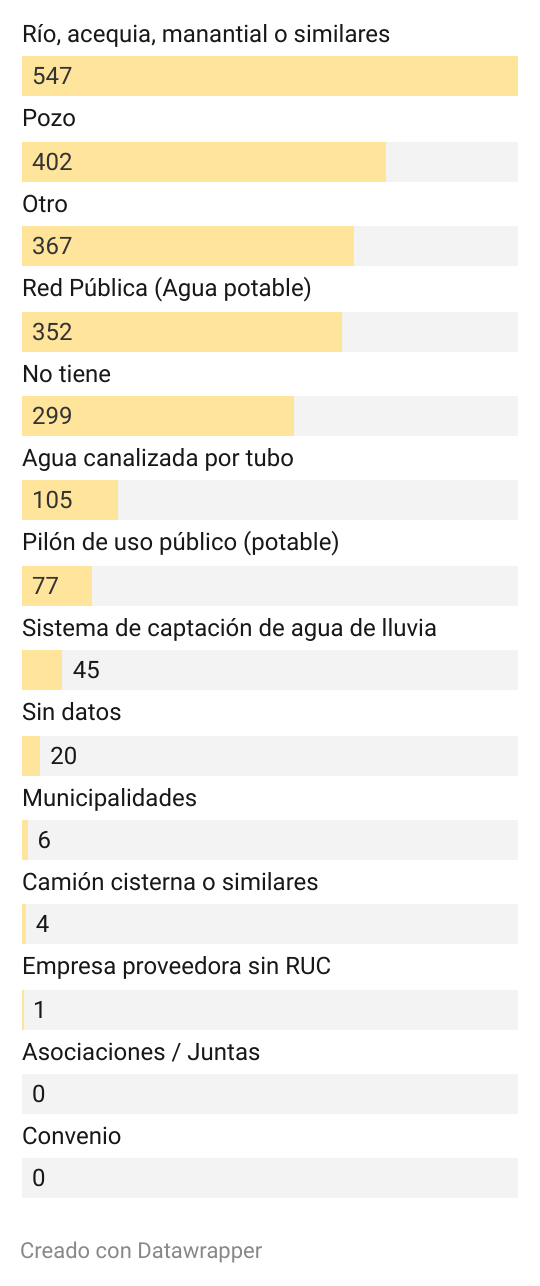 Río, acequia, manantial o similares
547
Pozo
402
Otro
367
Red Pública (Agua potable)
352
No tiene
299
Agua canalizada por tubo
105
Pilón de uso público (potable)
77
Sistema de captación de agua de lluvia
45
Sin datos
20
Municipalidades
6
Camión cisterna o similares
4
Empresa proveedora sin RUC
1
Asociaciones / Juntas
0
Convenio
0
Creado con Datawrapper